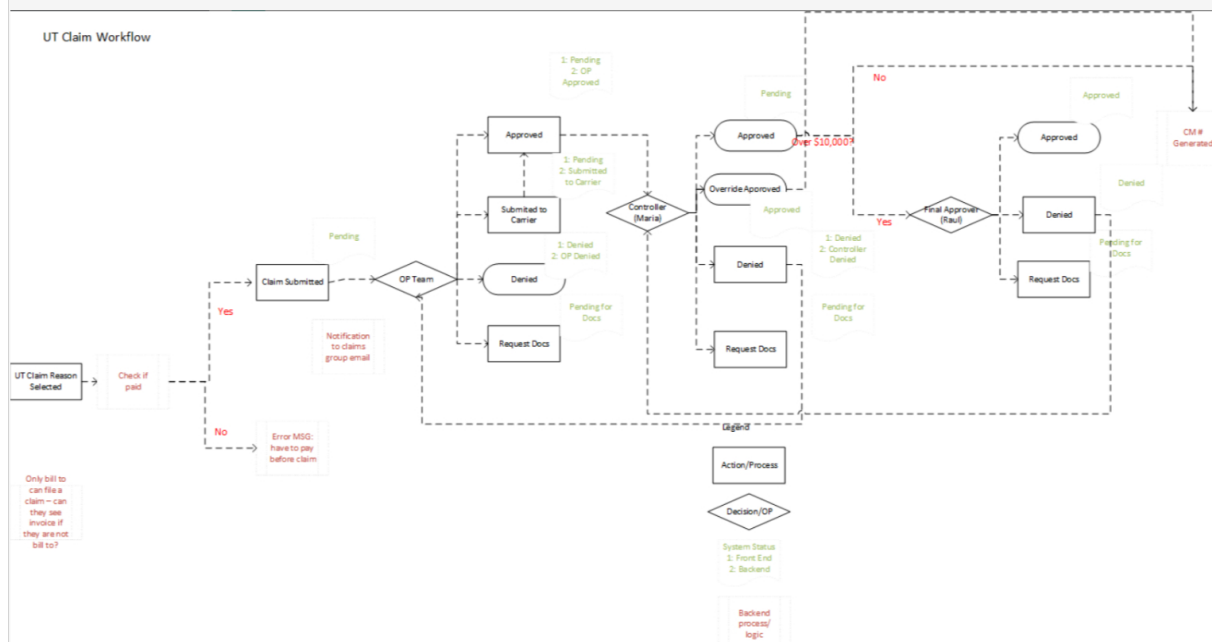 UT Claim Workflow
1: Pending
2: OP
Approved
Approved
1: Pending
2: Submitted
to Carrier
Submited to
Carrier
1: Denied
2: OP Denied
Denied
Pending for
Docs
Request Docs
Pending
Claim Submitted
OP Team
Yes
Notification
to claims
group email
UT Claim Reason
Selected
Check if
paid
No
Error MSG:
have to pay
before claim
Only bill to
can file a
claim – can
they see
invoice if
they are not
bill to?
Controller
(Maria)
Pending
Approved
Over $10,000?
Override Approved
Approved
Denied
1: Denied
2: Controller
Denied
Pending for
Docs
Request Docs
No
Yes
Final Approver
(Raul)
Approved
Approved
Denied
Denied
Pending for
Docs
Request Docs
CM #
Generated
Legend
Action/Process
Decision/OP
System Status
1: Front End
2: Backend
Backend
process/
logic